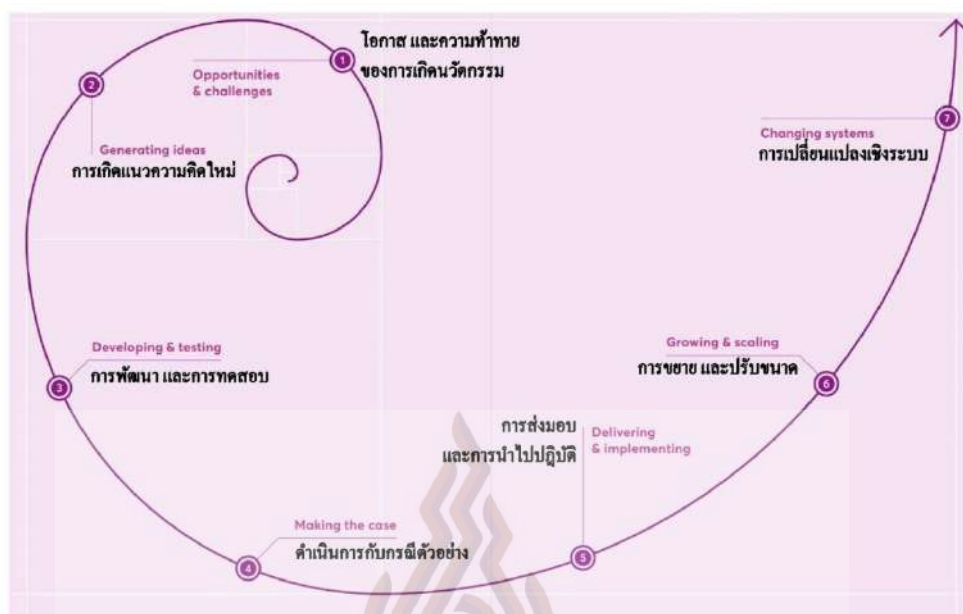 1
Opportunities
& challenges
โอกาส และความท้าทาย
ของการเกิดนวัตกรรม
2
Generating ideas
การเกิดแนวความคิดใหม่
3
Developing & testing
การพัฒนา และการทดสอบ
4
Making the case
ดำเนินการกับกรณีตัวอย่าง
5
Delivering
& implementing
การส่งมอบ
และการนำไปปฏิบัติ
6
Growing & scaling
การขยาย และปรับขนาด
7
Changing systems
การเปลี่ยนแปลงเชิงระบบ